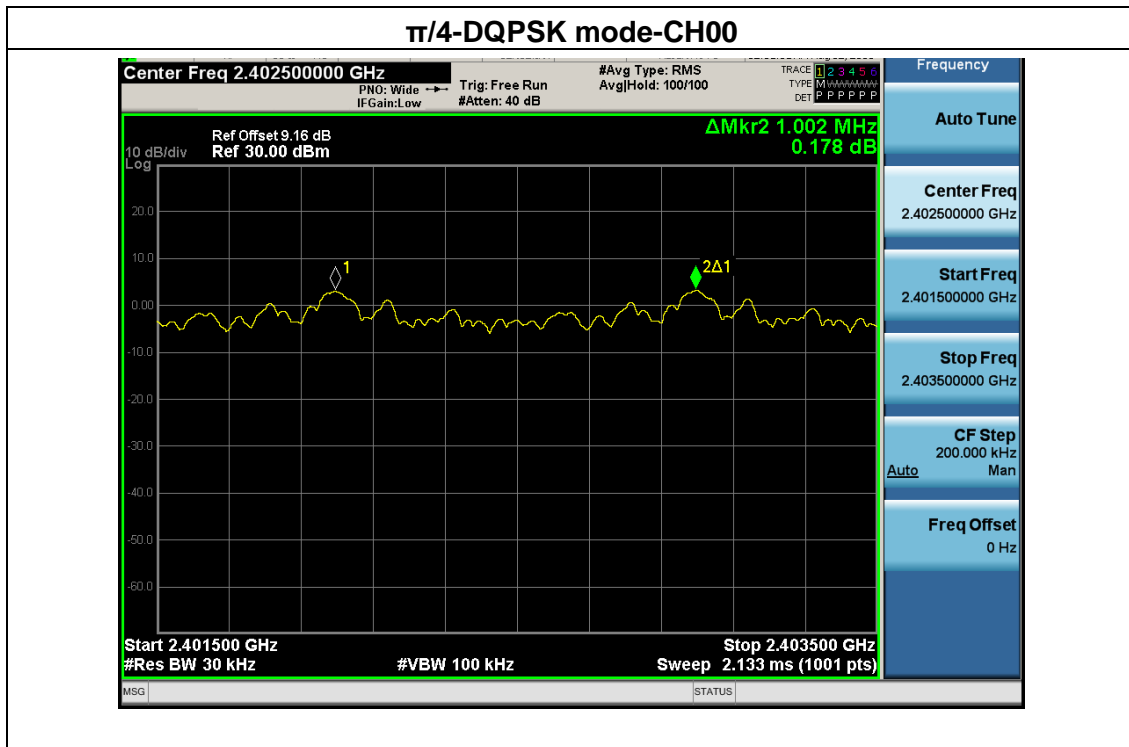 π/4-DQPSK mode-CH00
Center Freq 2.402500000 GHz
PNO: Wide
IFGain:Low
Trig: Free Run
#Atten: 40 dB
#Avg Type: RMS
Avg|Hold: 100/100
TRACE 1 2 3 4 5 6
TYPE M WWWWW
DET P P P P P P
Frequency
Auto Tune
Center Freq
2.402500000 GHz
Start Freq
2.401500000 GHz
Stop Freq
2.403500000 GHz
CF Step
200.000 kHz
Auto Man
Freq Offset
0 Hz
ΔMkr2 1.002 MHz
0.178 dB
Ref Offset 9.16 dB
10 dB/div Ref 30.00 dBm
Log
20.0
10.0
0.00
-10.0
-20.0
-30.0
-40.0
-50.0
-60.0
1
2Δ1
Start 2.401500 GHz
Stop 2.403500 GHz
#Res BW 30 kHz
#VBW 100 kHz
Sweep 2.133 ms (1001 pts)
MSG
STATUS